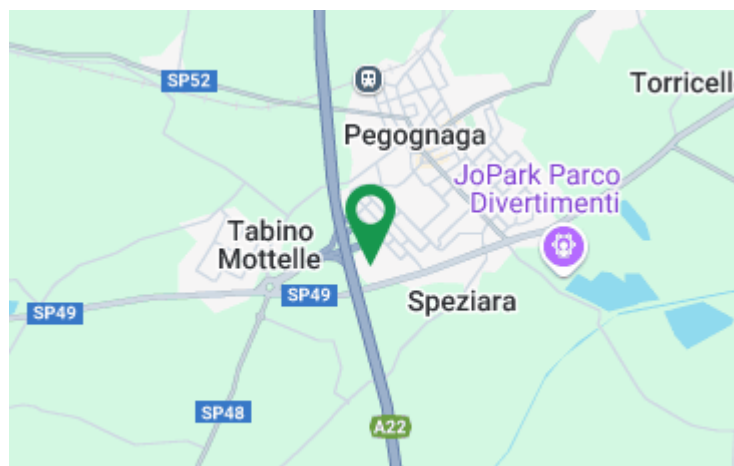 SP52
Torricell
Pegognaga
JoPark Parco
Divertimenti
Tabino
Mottelle
SP49
Speziara
SP49
SP48
A22